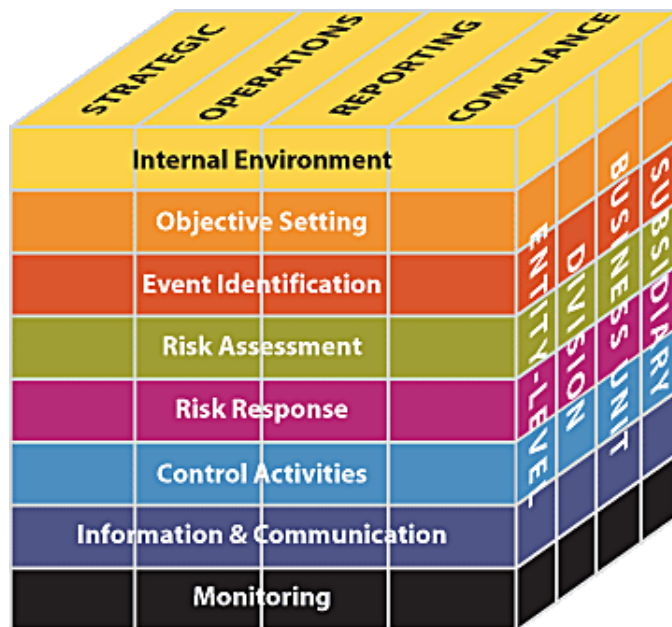 STRATEGIC
OPERATIONS
REPORTING
COMPLIANCE
Internal Environment
Objective Setting
Event Identification
Risk Assessment
Risk Response
Control Activities
Information & Communication
Monitoring
ENTITY-LEVEL
DIVISION
BUSINESS UNIT
SUBSIDIARY